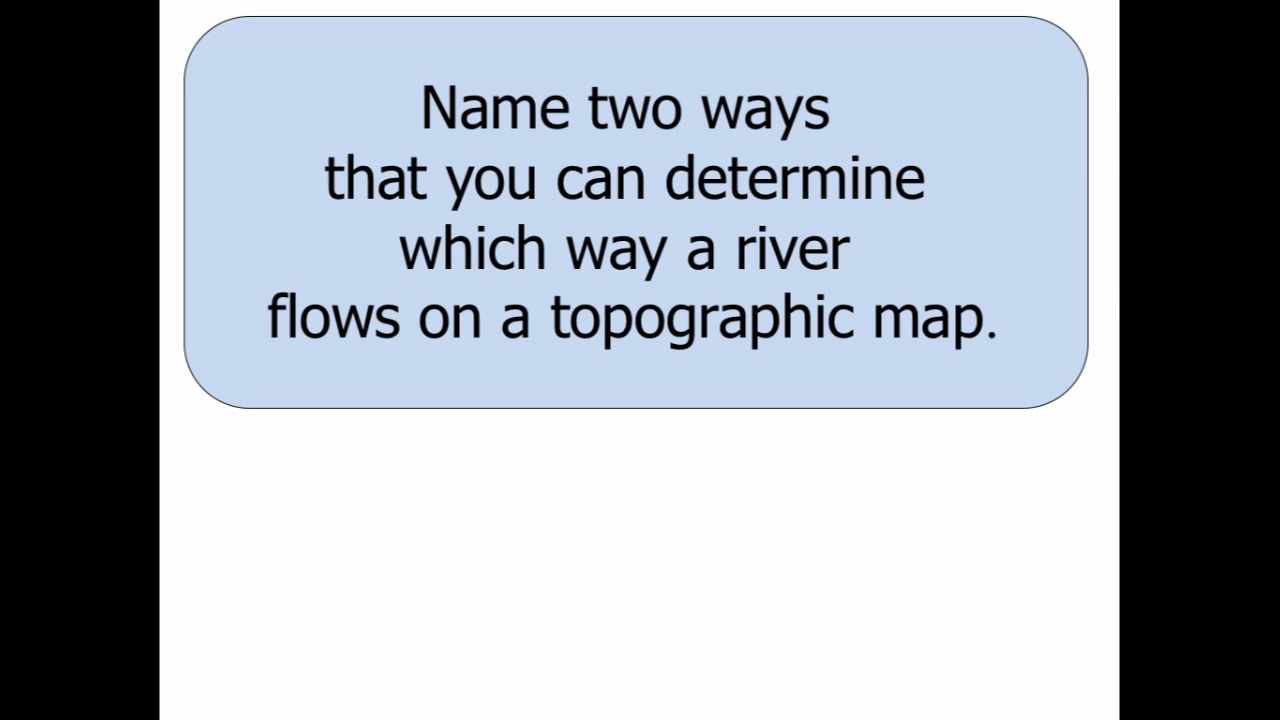 Name two ways
that you can determine
which way a river
flows on a topographic map.